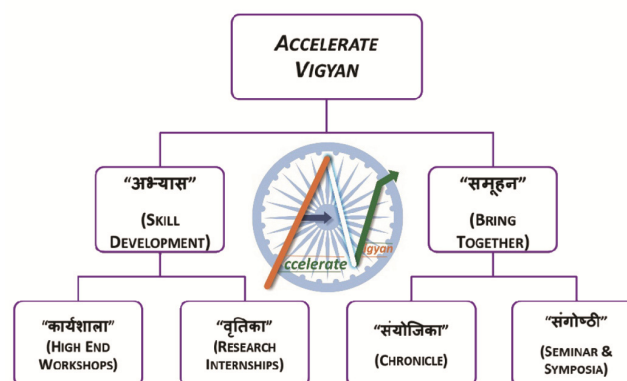 ACCELERATE
VIGYAN
“अभ्यास”
(SKILL
DEVELOPMENT)
“समूहन”
(BRING
TOGETHER)
ccelerate
igyan
“कार्यशाला”
(HIGH END
WORKSHOPS)
“वृतिका”
(RESEARCH
INTERNSHIPS)
“संयोजिका”
(CHRONICLE)
“संगोष्ठी”
(SEMINAR &
SYMPOSIA)